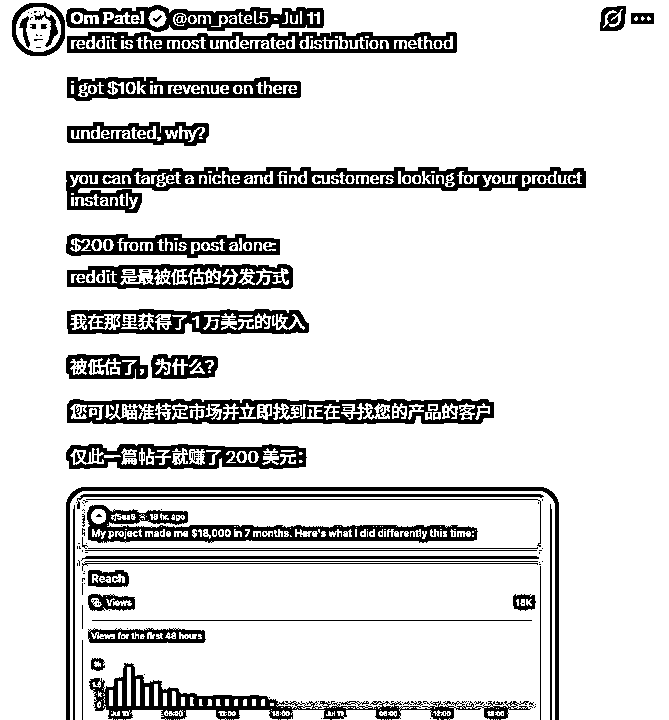 Om Patel @om_patel5 · Jul 11
reddit is the most underrated distribution method
i got $10k in revenue on there
underrated, why?
you can target a niche and find customers looking for your product
instantly
$200 from this post alone:
reddit 是最被低估的分发方式
我在那里获得了 1 万美元的收入
被低估了，为什么？
您可以瞄准特定市场并立即找到正在寻找您的产品的客户
仅此一篇帖子就赚了 200 美元：
r/SaaS · 18 hr. ago
My project made me $18,000 in 7 months. Here's what I did differently this time:
Reach
Views 18K
Views for the first 48 hours